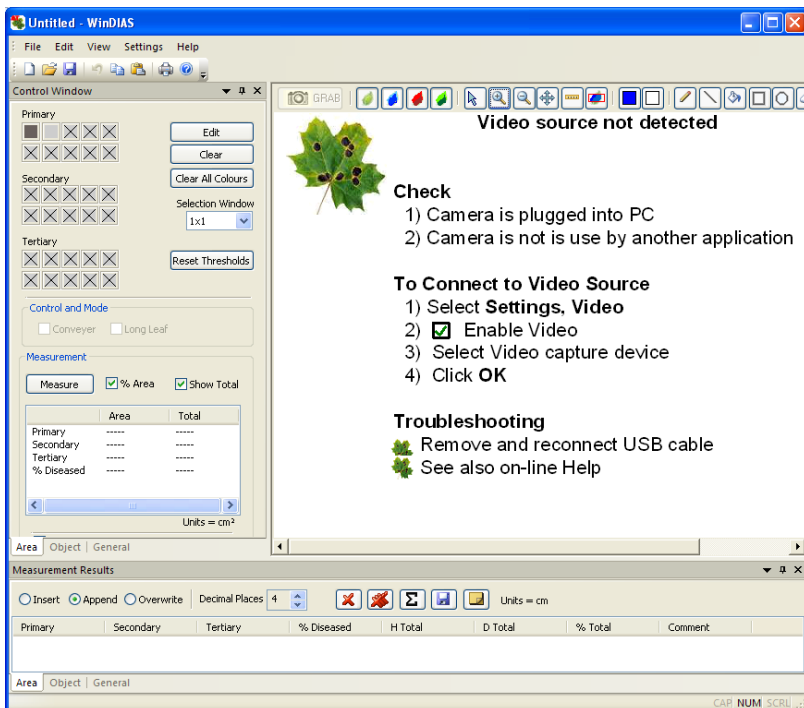 Untitled - WinDIAS
File Edit View Settings Help
Control Window
Primary
Edit
Clear
Secondary
Clear All Colours
Selection Window
1x1
Tertiary
Reset Thresholds
Control and Mode
Conveyer Long Leaf
Measurement
Measure % Area Show Total
Area Total
Primary ----- -----
Secondary ----- -----
Tertiary ----- -----
% Diseased ----- -----
Units = cm²
Area Object General
GRAB
Video source not detected
Check
1) Camera is plugged into PC
2) Camera is not is use by another application
To Connect to Video Source
1) Select Settings, Video
2) Enable Video
3) Select Video capture device
4) Click OK
Troubleshooting
Remove and reconnect USB cable
See also on-line Help
Measurement Results
Insert Append Overwrite Decimal Places 4 Σ Units = cm
Primary Secondary Tertiary % Diseased H Total D Total % Total Comment
Area Object General
CAP NUM SCRL